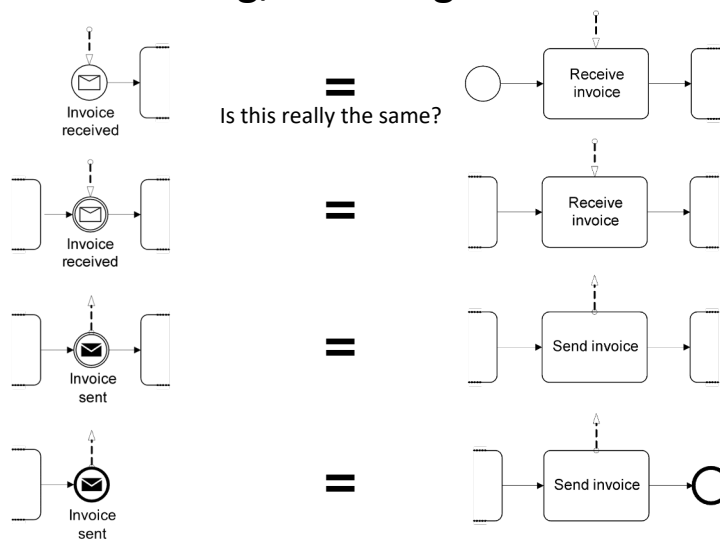 Invoice
received
=
Is this really the same?
Receive
invoice
Invoice
received
=
Receive
invoice
Invoice
sent
=
Send invoice
Invoice
sent
=
Send invoice